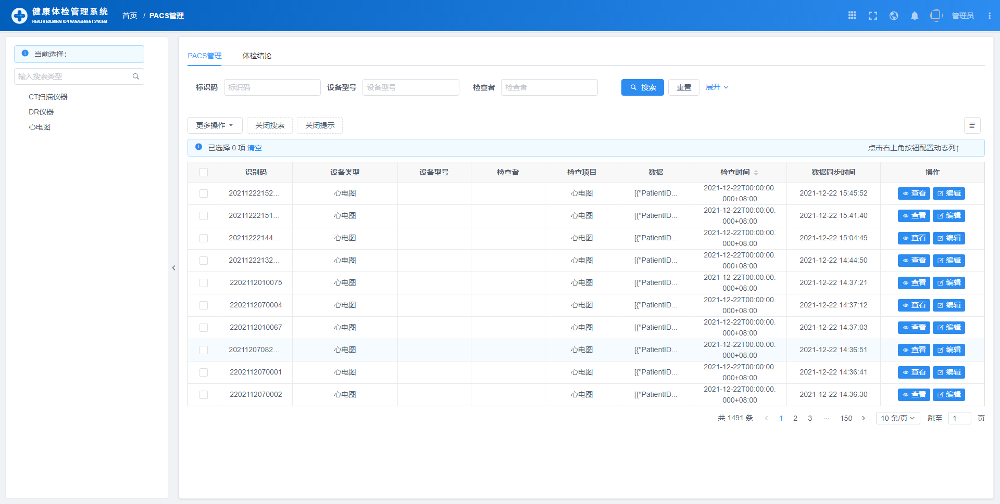 健康体检管理系统
HEALTH EXCMINATION MANAGEMENT SYATEM
首页 / PACS管理
管理员
当前选择：
输入搜索类型
CT扫描仪器
DR仪器
心电图
PACS管理 体检结论
标识码 标识码 设备型号 设备型号 检查者 检查者 搜索 重置 展开
更多操作 关闭搜索 关闭提示
已选择 0 项 清空 点击右上角按钮配置动态列↑
识别码 设备类型 设备型号 检查者 检查项目 数据 检查时间 数据同步时间 操作
20211222152... 心电图 心电图 [{"PatientID... 2021-12-22T00:00:00.000+08:00 2021-12-22 15:45:52 查看 编辑
20211222151... 心电图 心电图 [{"PatientID... 2021-12-22T00:00:00.000+08:00 2021-12-22 15:41:40 查看 编辑
20211222144... 心电图 心电图 [{"PatientID... 2021-12-22T00:00:00.000+08:00 2021-12-22 15:04:49 查看 编辑
20211222132... 心电图 心电图 [{"PatientID... 2021-12-22T00:00:00.000+08:00 2021-12-22 14:44:50 查看 编辑
2202112010075 心电图 心电图 [{"PatientID... 2021-12-22T00:00:00.000+08:00 2021-12-22 14:37:21 查看 编辑
2202112070004 心电图 心电图 [{"PatientID... 2021-12-22T00:00:00.000+08:00 2021-12-22 14:37:12 查看 编辑
2202112010067 心电图 心电图 [{"PatientID... 2021-12-22T00:00:00.000+08:00 2021-12-22 14:37:03 查看 编辑
20211207082... 心电图 心电图 [{"PatientID... 2021-12-22T00:00:00.000+08:00 2021-12-22 14:36:51 查看 编辑
2202112070001 心电图 心电图 [{"PatientID... 2021-12-22T00:00:00.000+08:00 2021-12-22 14:36:41 查看 编辑
2202112070002 心电图 心电图 [{"PatientID... 2021-12-22T00:00:00.000+08:00 2021-12-22 14:36:30 查看 编辑
共 1491 条 1 2 3 ... 150 10 条/页 跳至 1 页